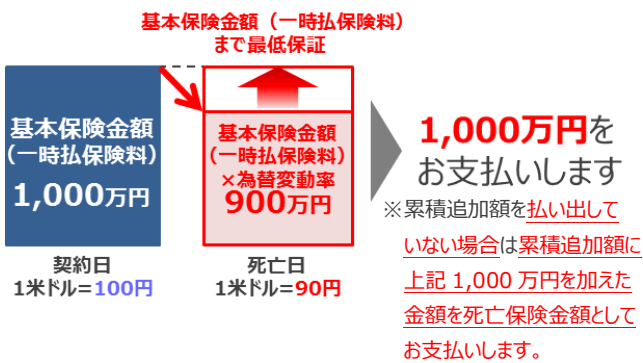 基本保険金額（一時払保険料）
まで最低保証
基本保険金額
（一時払保険料）
1,000万円
契約日
1米ドル=100円
基本保険金額
（一時払保険料）
×為替変動率
900万円
死亡日
1米ドル=90円
1,000万円を
お支払いします
※累積追加額を払い出して
いない場合は累積追加額に
上記 1,000 万円を加えた
金額を死亡保険金額として
お支払いします。